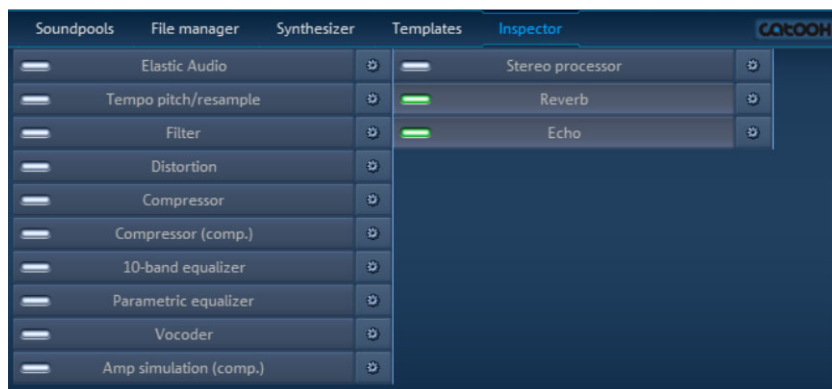 Soundpools File manager Synthesizer Templates Inspector catooh
Elastic Audio
Tempo pitch/resample
Filter
Distortion
Compressor
Compressor (comp.)
10-band equalizer
Parametric equalizer
Vocoder
Amp simulation (comp.)
Stereo processor
Reverb
Echo